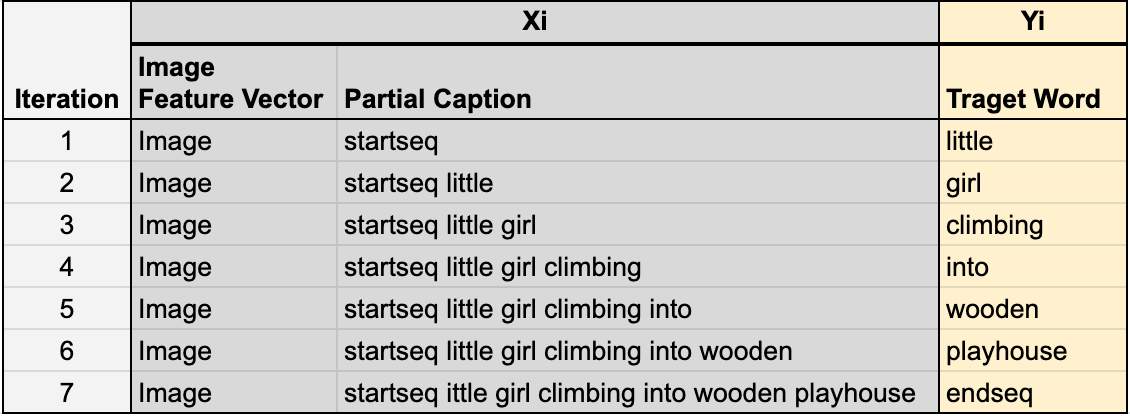 Xi Yi
Image
Iteration Feature Vector Partial Caption Traget Word
1 Image startseq little
2 Image startseq little girl
3 Image startseq little girl climbing
4 Image startseq little girl climbing into
5 Image startseq little girl climbing into wooden
6 Image startseq little girl climbing into wooden playhouse
7 Image startseq ittle girl climbing into wooden playhouse endseq